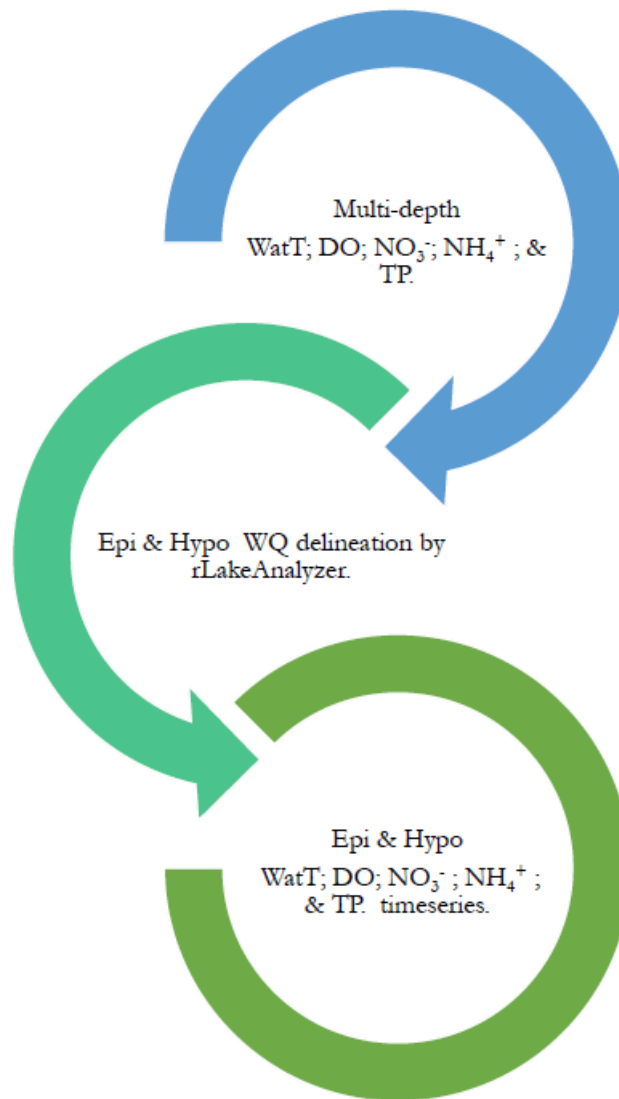 Multi-depth
WatT; DO; NO₃⁻; NH₄⁺ ; &
TP.
Epi & Hypo WQ delineation by
rLakeAnalyzer.
Epi & Hypo
WatT; DO; NO₃⁻ ; NH₄⁺ ;
& TP. timeseries.